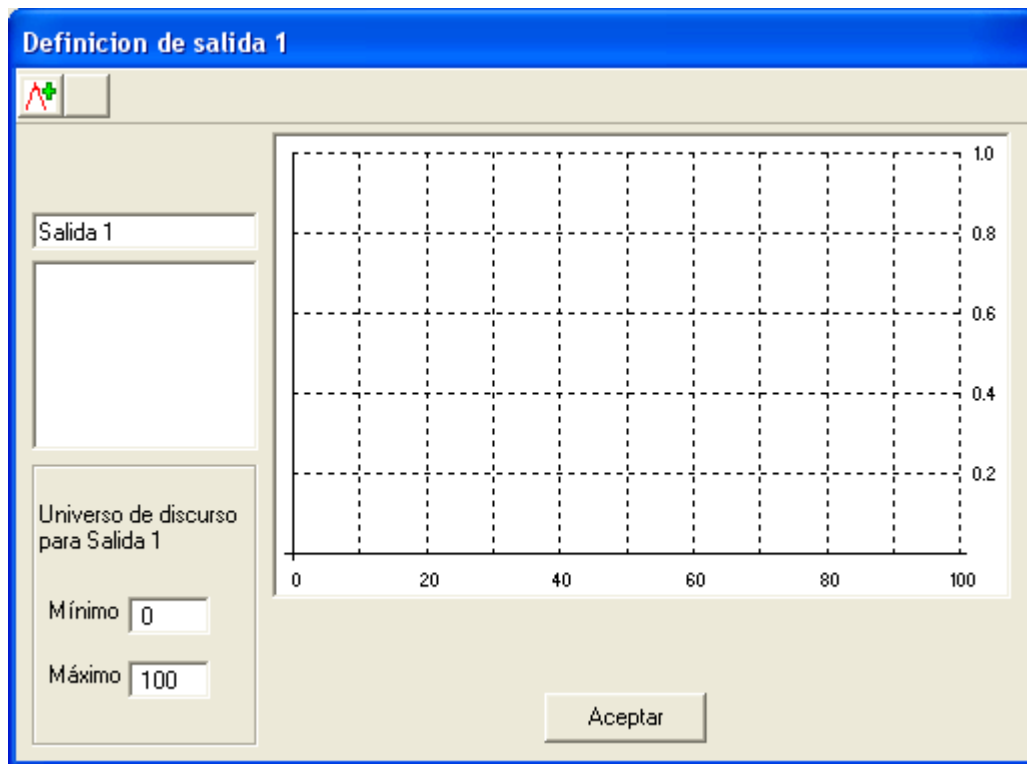 Definicion de salida 1
Salida 1
Universo de discurso
para Salida 1
Mínimo 0
Máximo 100
1.0
0.8
0.6
0.4
0.2
0 20 40 60 80 100
Aceptar